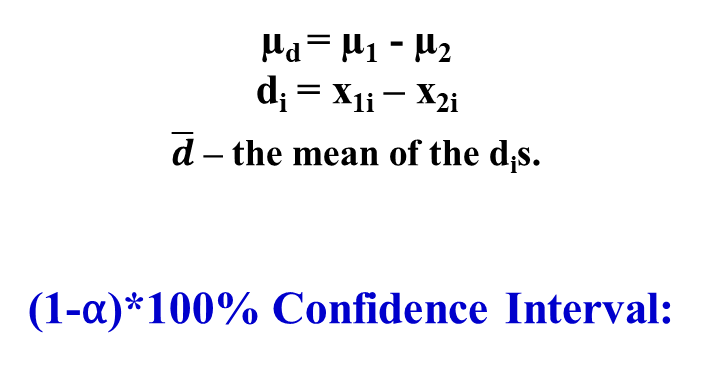 μd = μ1 - μ2
di = x1i – x2i
d̅ – the mean of the dis.
(1-α)*100% Confidence Interval: